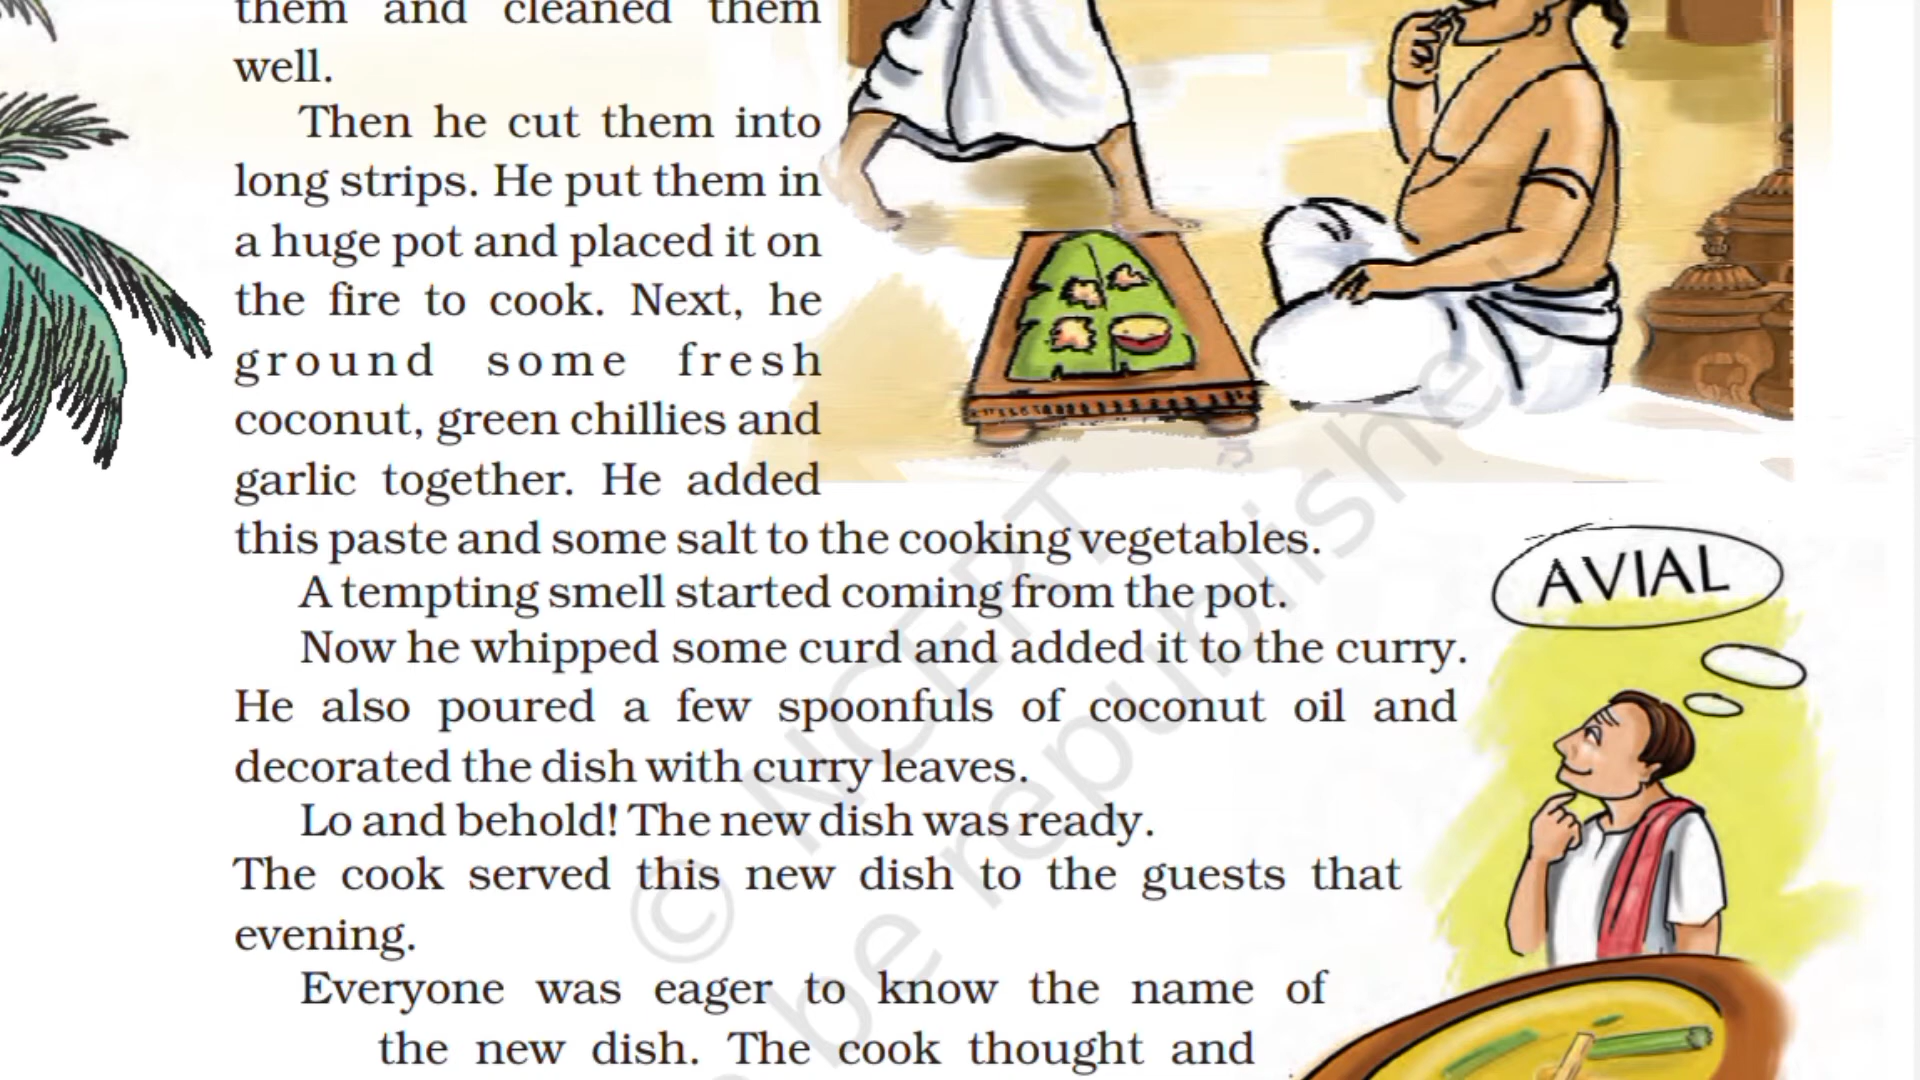 them and cleaned them
well.
Then he cut them into
long strips. He put them in
a huge pot and placed it on
the fire to cook. Next, he
ground some fresh
coconut, green chillies and
garlic together. He added
this paste and some salt to the cooking vegetables.
A tempting smell started coming from the pot.
Now he whipped some curd and added it to the curry.
He also poured a few spoonfuls of coconut oil and
decorated the dish with curry leaves.
Lo and behold! The new dish was ready.
The cook served this new dish to the guests that
evening.
Everyone was eager to know the name of
the new dish. The cook thought and
AVIAL
© NCERT
be republished